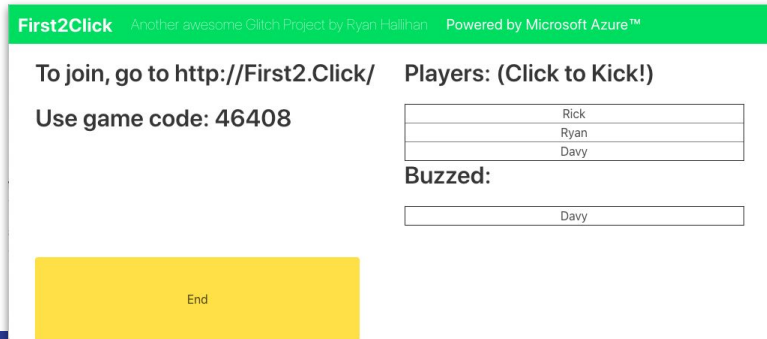 First2Click Another awesome Glitch Project by Ryan Hallihan Powered by Microsoft Azure™
To join, go to http://First2.Click/
Use game code: 46408
End
Players: (Click to Kick!)
Rick
Ryan
Davy
Buzzed:
Davy